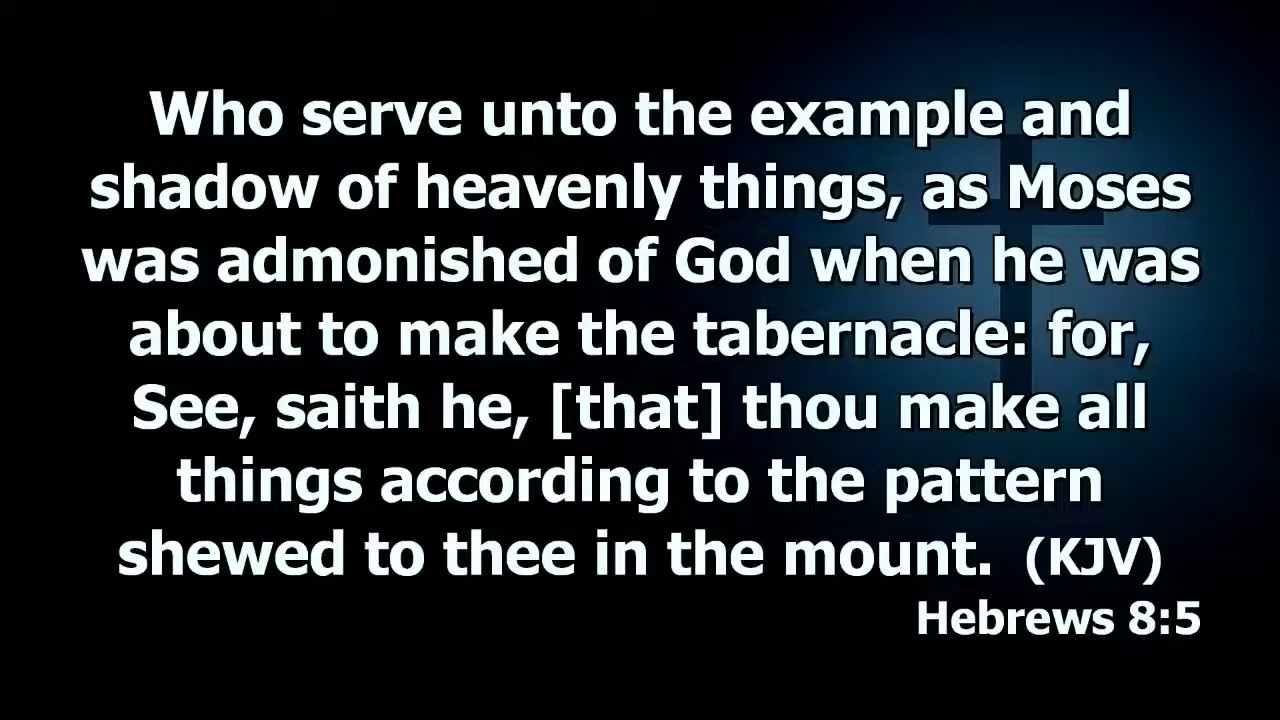 Who serve unto the example and
shadow of heavenly things, as Moses
was admonished of God when he was
about to make the tabernacle: for,
See, saith he, [that] thou make all
things according to the pattern
shewed to thee in the mount. (KJV)
Hebrews 8:5